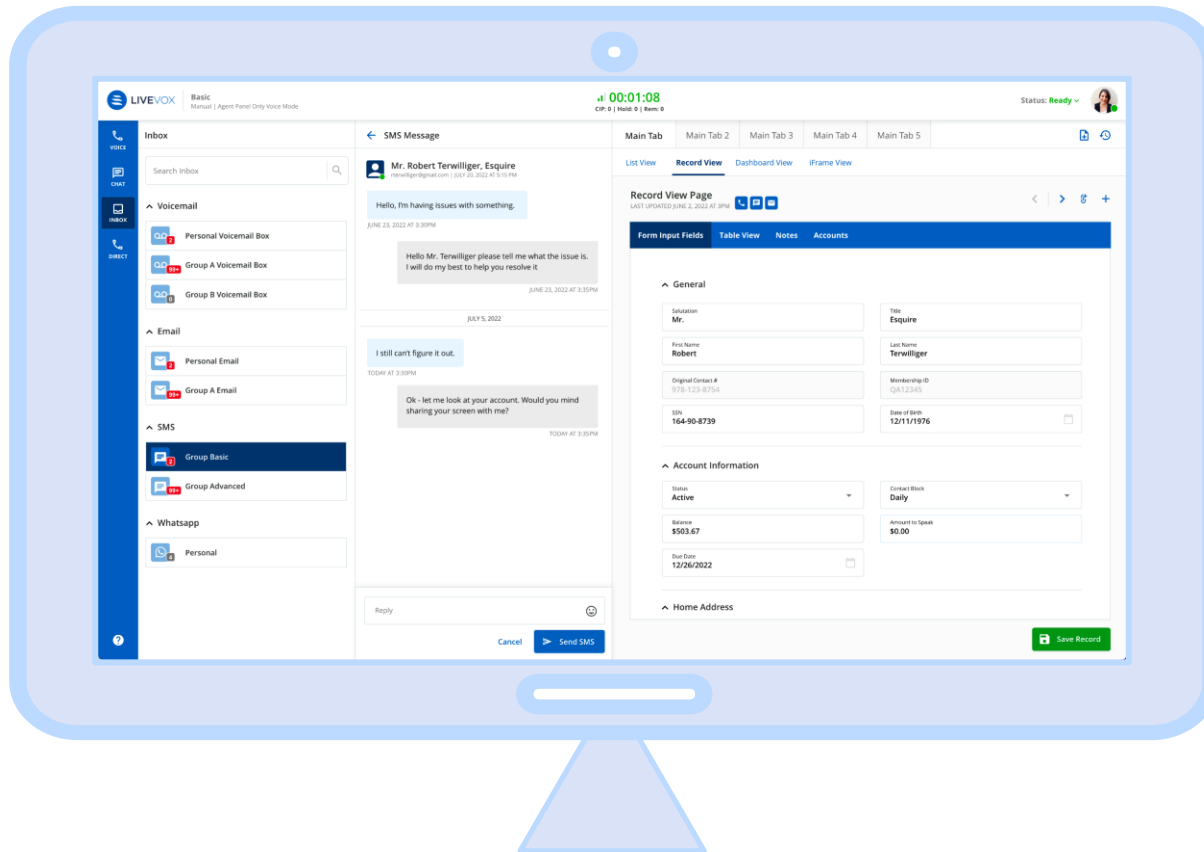 LIVEVOX
Basic
Manual | Agent Panel Only Voice Mode
00:01:08
CIP: 0 | Hold: 0 | Rem: 0
Status: Ready
VOICE
CHAT
INBOX
DIRECT
?
Inbox
Search Inbox
Voicemail
2
Personal Voicemail Box
99+
Group A Voicemail Box
0
Group B Voicemail Box
Email
2
Personal Email
99+
Group A Email
SMS
2
Group Basic
99+
Group Advanced
Whatsapp
4
Personal
SMS Message
Mr. Robert Terwilliger, Esquire
rterwilliger@gmail.com | JULY 20, 2022 AT 5:15 PM
Hello, I'm having issues with something.
JUNE 23, 2022 AT 3:30PM
Hello Mr. Terwilliger please tell me what the issue is.
I will do my best to help you resolve it
JUNE 23, 2022 AT 3:35PM
JULY 5, 2022
I still can't figure it out.
TODAY AT 3:30PM
Ok - let me look at your account. Would you mind
sharing your screen with me?
TODAY AT 3:35PM
Reply
Cancel
Send SMS
Main Tab
Main Tab 2
Main Tab 3
Main Tab 4
Main Tab 5
List View
Record View
Dashboard View
iFrame View
Record View Page
LAST UPDATED JUNE 2, 2022 AT 3PM
Form Input Fields
Table View
Notes
Accounts
General
Salutation
Mr.
Title
Esquire
First Name
Robert
Last Name
Terwilliger
Original Contact #
978-123-8754
Membership ID
QA12345
SSN
164-90-8739
Date of Birth
12/11/1976
Account Information
Status
Active
Contact Block
Daily
Balance
$503.67
Amount to Speak
$0.00
Due Date
12/26/2022
Home Address
Save Record